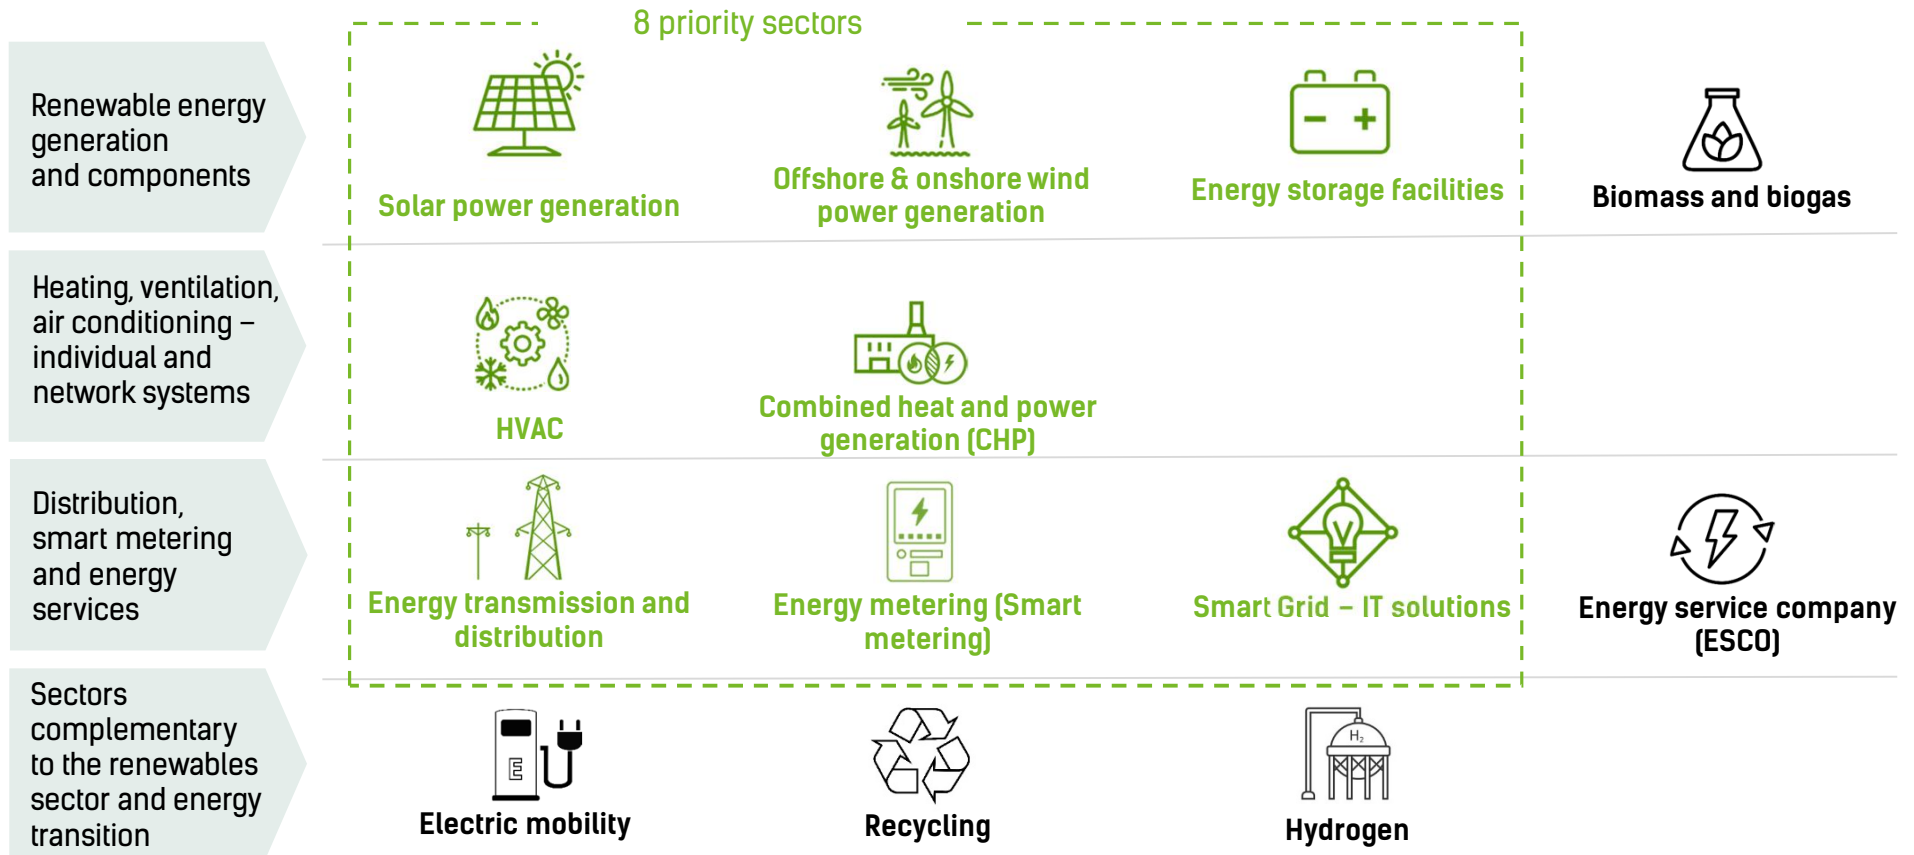 8 priority sectors
Renewable energy
generation
and components
Solar power generation
Offshore & onshore wind
power generation
Energy storage facilities
Biomass and biogas
Heating, ventilation,
air conditioning –
individual and
network systems
HVAC
Combined heat and power
generation (CHP)
Distribution,
smart metering
and energy
services
Energy transmission and
distribution
Energy metering (Smart
metering)
Smart Grid – IT solutions
Energy service company
(ESCO)
Sectors
complementary
to the renewables
sector and energy
transition
E
Electric mobility
Recycling
H₂
Hydrogen